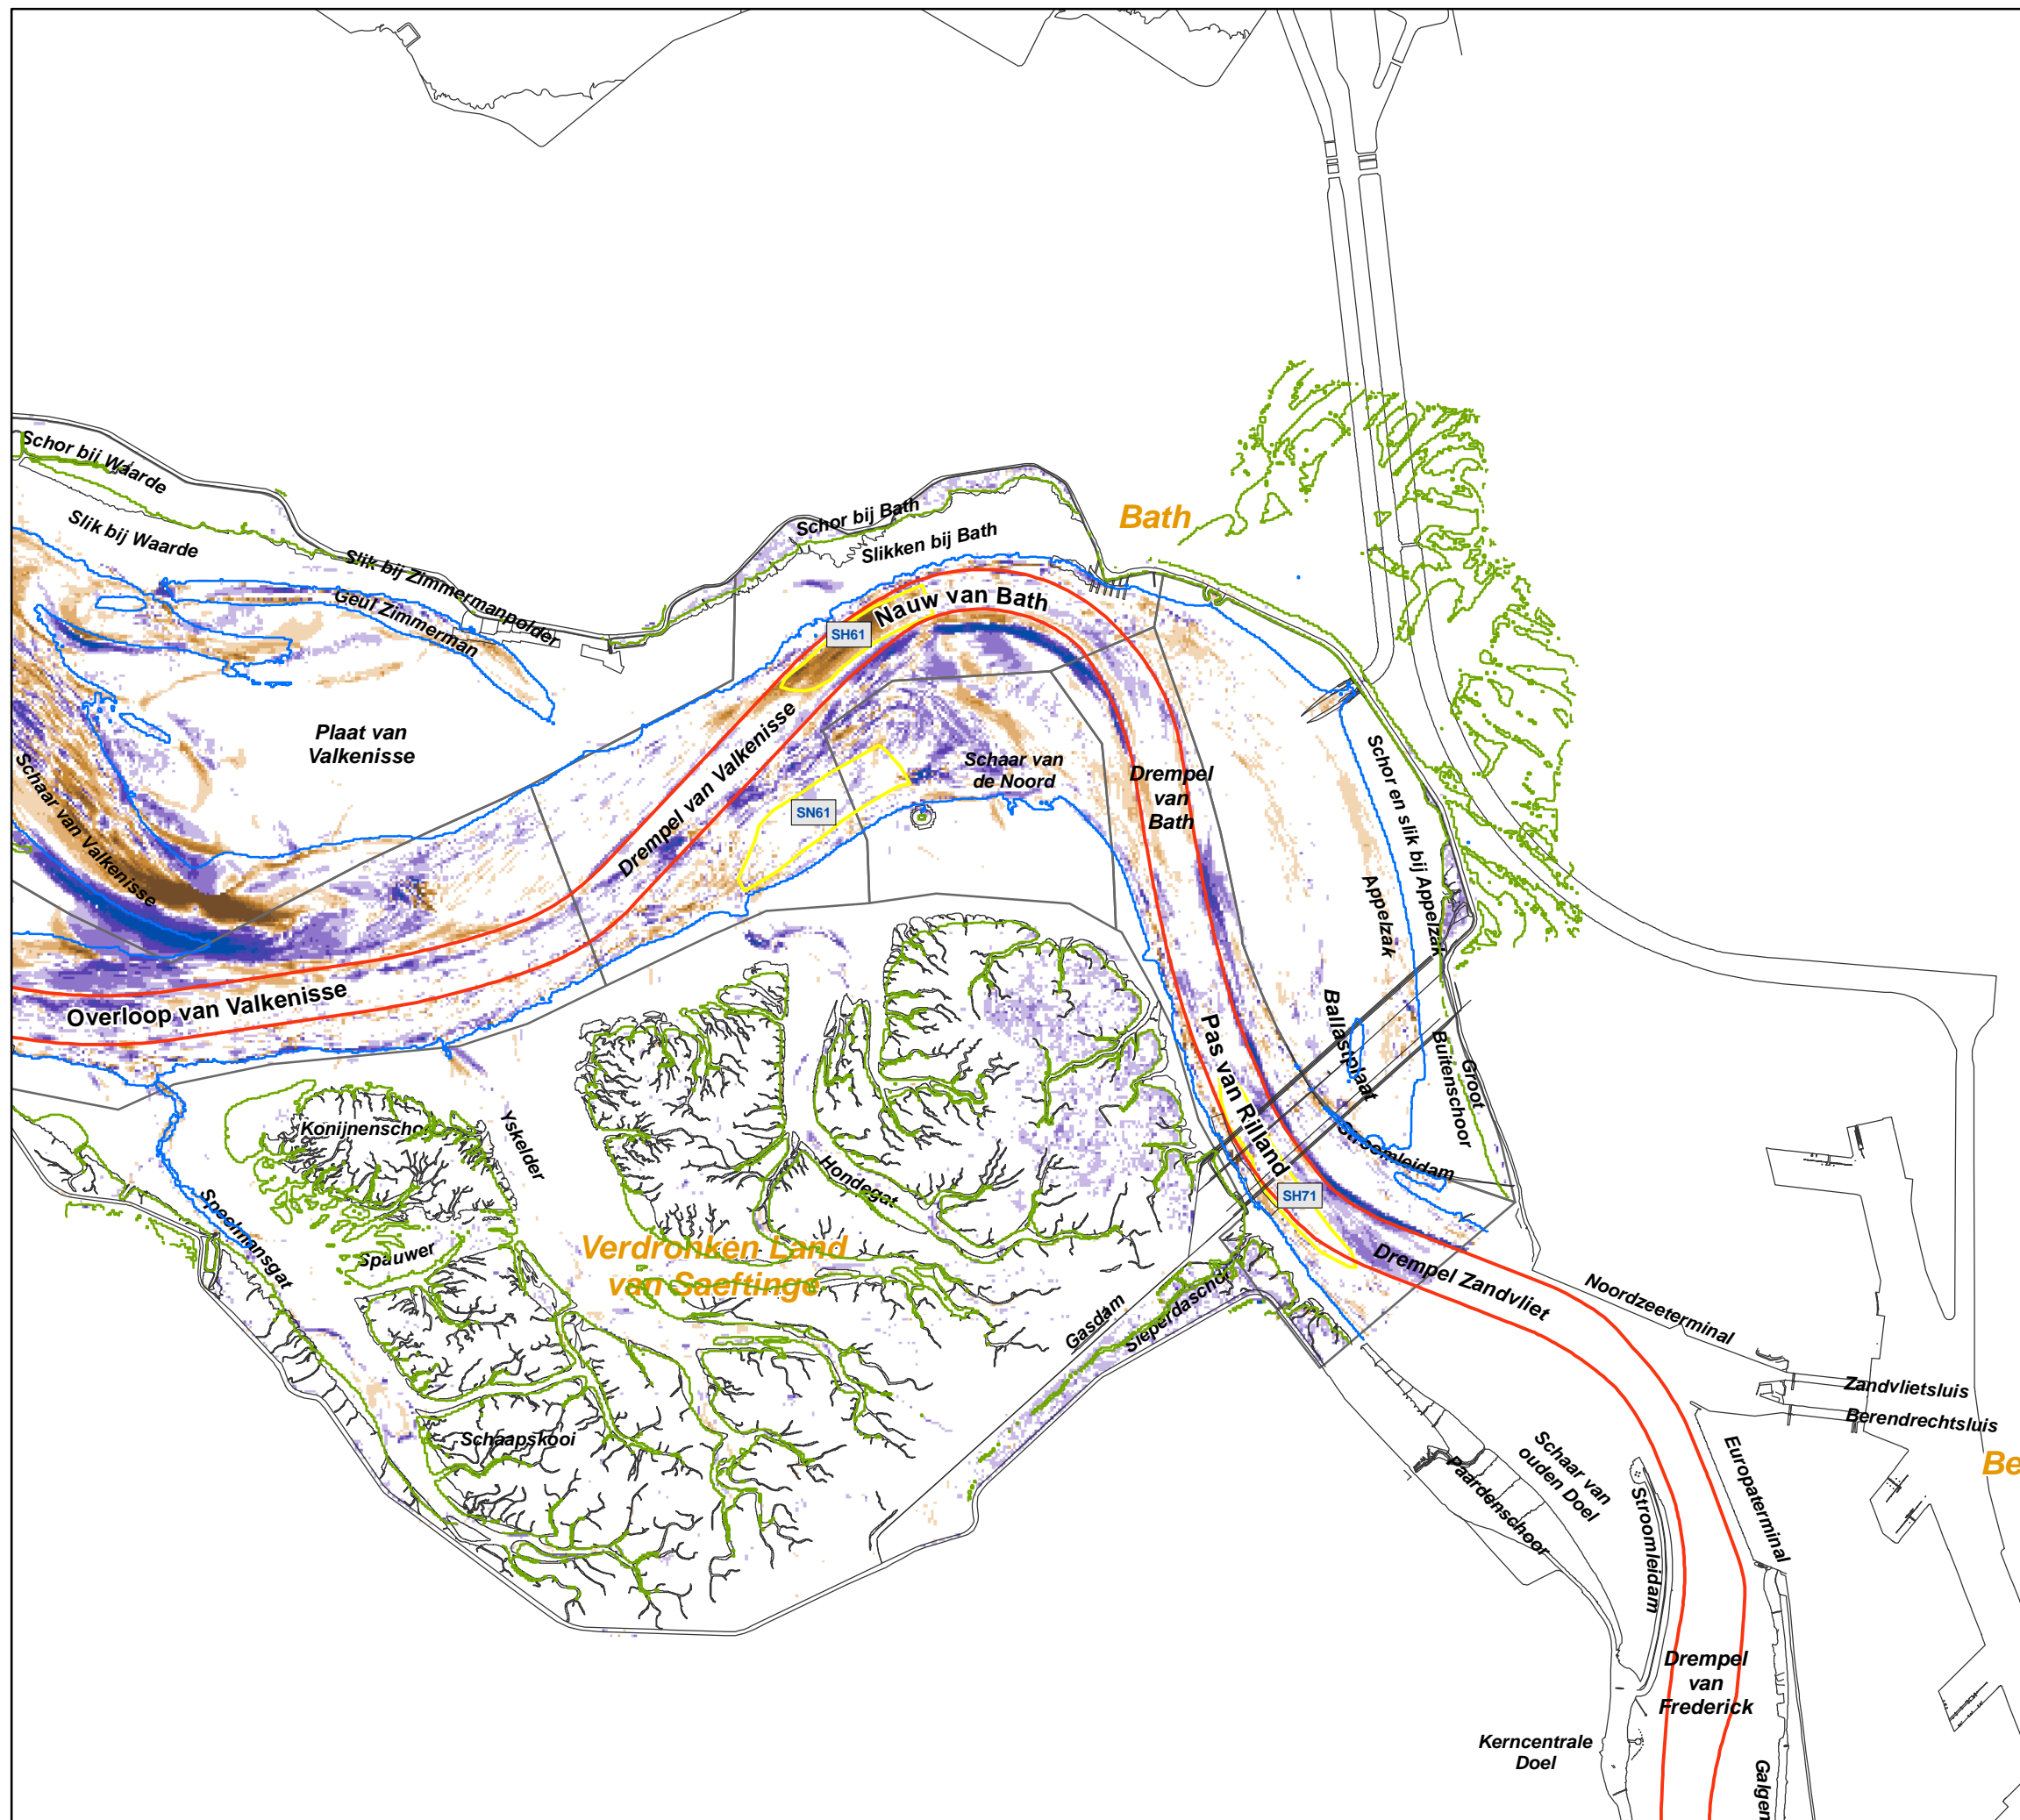 Schor bij Waarde
Slik bij Waarde
Slik bij Zimmermanpolder
Geul Zimmerman
Schor bij Bath
Slikken bij Bath
Bath
Nauw van Bath
SH61
Plaat van
Valkenisse
Schaar van Valkenisse
Drempel van Valkenisse
SN61
Schaar van
de Noord
Drempel
van
Bath
Schor en slik bij Appelzak
Appelzak
Overloop van Valkenisse
Pas van Rilland
Ballastplaat
Groot
Buitenschoor
Stroomleidam
SH71
Konijnenschor
Yskelder
Hondegat
Speelmansgat
Spauwer
Verdronken Land
van Saeftinge
Gasdam
Sieperdaschor
Drempel Zandvliet
Noordzeeterminal
Zandvlietsluis
Berendrechtsluis
Be
Schaapskooi
Schaar van
ouden Doel
Paardenschoor
Stroomleidam
Europaterminal
Drempel
van
Frederick
Kerncentrale
Doel
Galgen